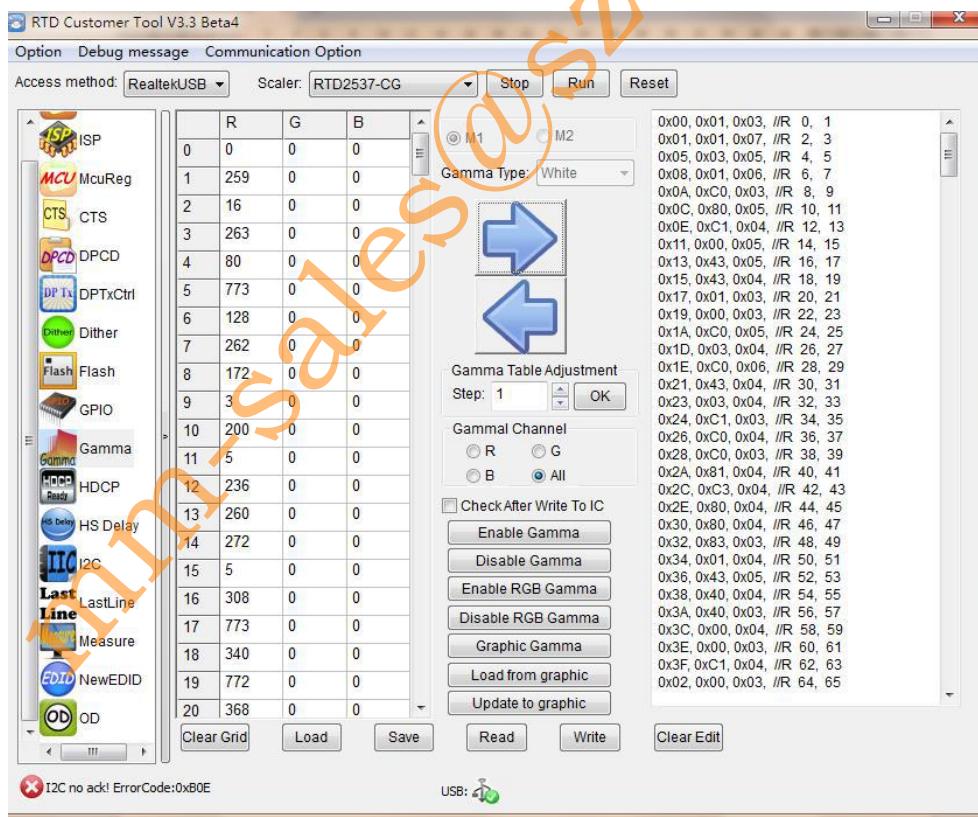 RTD Customer Tool V3.3 Beta4
Option Debug message Communication Option
Access method: RealtekUSB Scaler: RTD2537-CG Stop Run Reset
ISP
ISP
MCU McuReg
CTS CTS
DPCD DPCD
DP Tx DPTxCtrl
Dither Dither
Flash Flash
GPIO GPIO
Gamma Gamma
HDCP Ready HDCP
HS Delay HS Delay
IIC I2C
Last Line LastLine
Measure Measure
EDID NewEDID
OD OD
R G B
0 0 0 0
1 259 0 0
2 16 0 0
3 263 0 0
4 80 0 0
5 773 0 0
6 128 0 0
7 262 0 0
8 172 0 0
9 3 0 0
10 200 0 0
11 5 0 0
12 236 0 0
13 260 0 0
14 272 0 0
15 5 0 0
16 308 0 0
17 773 0 0
18 340 0 0
19 772 0 0
20 368 0 0
M1 M2
Gamma Type: White
Gamma Table Adjustment
Step: 1 OK
Gammal Channel
R G
B All
Check After Write To IC
Enable Gamma
Disable Gamma
Enable RGB Gamma
Disable RGB Gamma
Graphic Gamma
Load from graphic
Update to graphic
0x00, 0x01, 0x03, //R 0, 1
0x01, 0x01, 0x07, //R 2, 3
0x05, 0x03, 0x05, //R 4, 5
0x08, 0x01, 0x06, //R 6, 7
0x0A, 0xC0, 0x03, //R 8, 9
0x0C, 0x80, 0x05, //R 10, 11
0x0E, 0xC1, 0x04, //R 12, 13
0x11, 0x00, 0x05, //R 14, 15
0x13, 0x43, 0x05, //R 16, 17
0x15, 0x43, 0x04, //R 18, 19
0x17, 0x01, 0x03, //R 20, 21
0x19, 0x00, 0x03, //R 22, 23
0x1A, 0xC0, 0x05, //R 24, 25
0x1D, 0x03, 0x04, //R 26, 27
0x1E, 0xC0, 0x06, //R 28, 29
0x21, 0x43, 0x04, //R 30, 31
0x23, 0x03, 0x04, //R 32, 33
0x24, 0xC1, 0x03, //R 34, 35
0x26, 0xC0, 0x04, //R 36, 37
0x28, 0xC0, 0x03, //R 38, 39
0x2A, 0x81, 0x04, //R 40, 41
0x2C, 0xC3, 0x04, //R 42, 43
0x2E, 0x80, 0x04, //R 44, 45
0x30, 0x80, 0x04, //R 46, 47
0x32, 0x83, 0x03, //R 48, 49
0x34, 0x01, 0x04, //R 50, 51
0x36, 0x43, 0x05, //R 52, 53
0x38, 0x40, 0x04, //R 54, 55
0x3A, 0x40, 0x03, //R 56, 57
0x3C, 0x00, 0x04, //R 58, 59
0x3E, 0x00, 0x03, //R 60, 61
0x3F, 0xC1, 0x04, //R 62, 63
0x02, 0x00, 0x03, //R 64, 65
Clear Grid Load Save Read Write Clear Edit
I2C no ack! ErrorCode:0xB0E USB:
mm-sales@sz